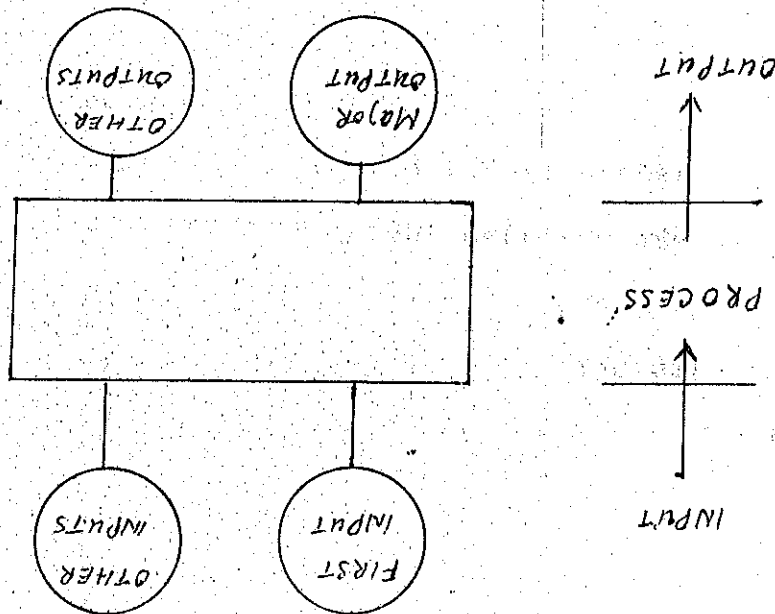 INPUT
FIRST
INPUT
OTHER
INPUTS
PROCESS
OUTPUT
MAJOR
OUTPUT
OTHER
OUTPUTS